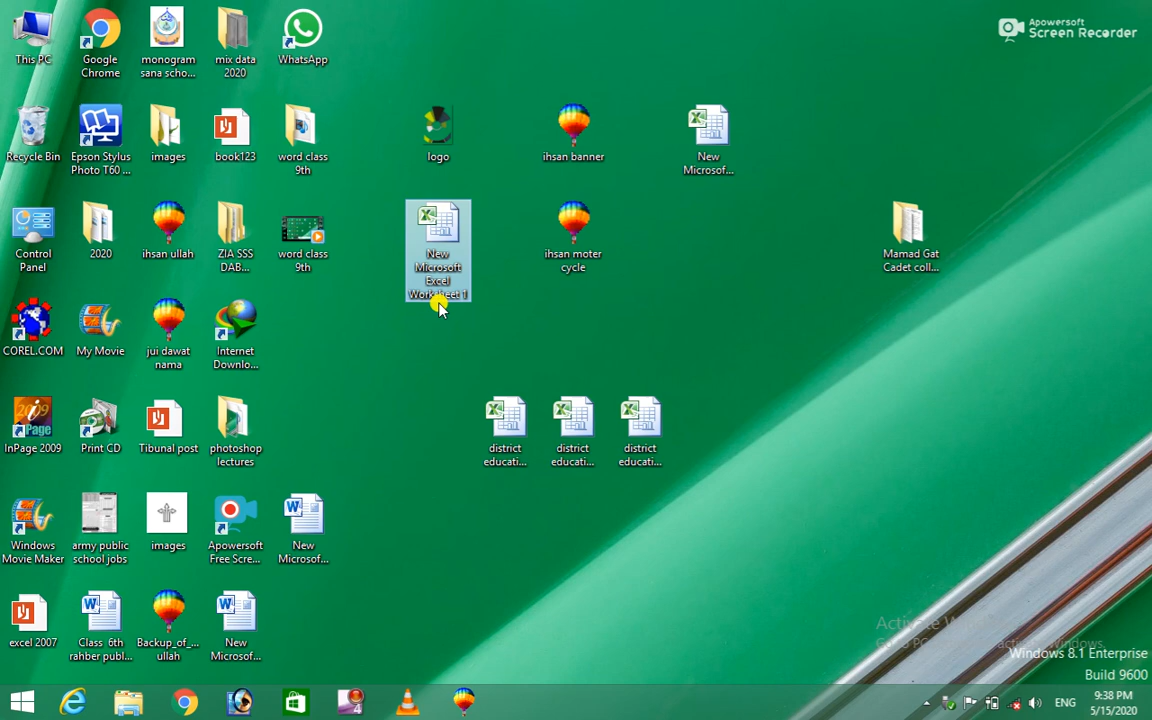 This PC
Google
Chrome
monogram
sana scho...
mix data
2020
WhatsApp
Apowersoft
Screen Recorder
Recycle Bin
Epson Stylus
Photo T60 ...
images
book123
word class
9th
logo
ihsan banner
New
Microsof...
Control
Panel
2020
ihsan ullah
ZIA SSS
DAB...
word class
9th
New
Microsoft
Excel
Worksheet 1
ihsan moter
cycle
Mamad Gat
Cadet coll...
COREL.COM
My Movie
jui dawat
nama
Internet
Downlo...
InPage 2009
Print CD
Tibunal post
photoshop
lectures
district
educati...
district
educati...
district
educati...
Windows
Movie Maker
army public
school jobs
images
Apowersoft
Free Scre...
New
Microsof...
excel 2007
Class 6th
rahber publ...
Backup_of_...
ullah
New
Microsof...
Windows 8.1 Enterprise
Build 9600
ENG
9:38 PM
5/15/2020